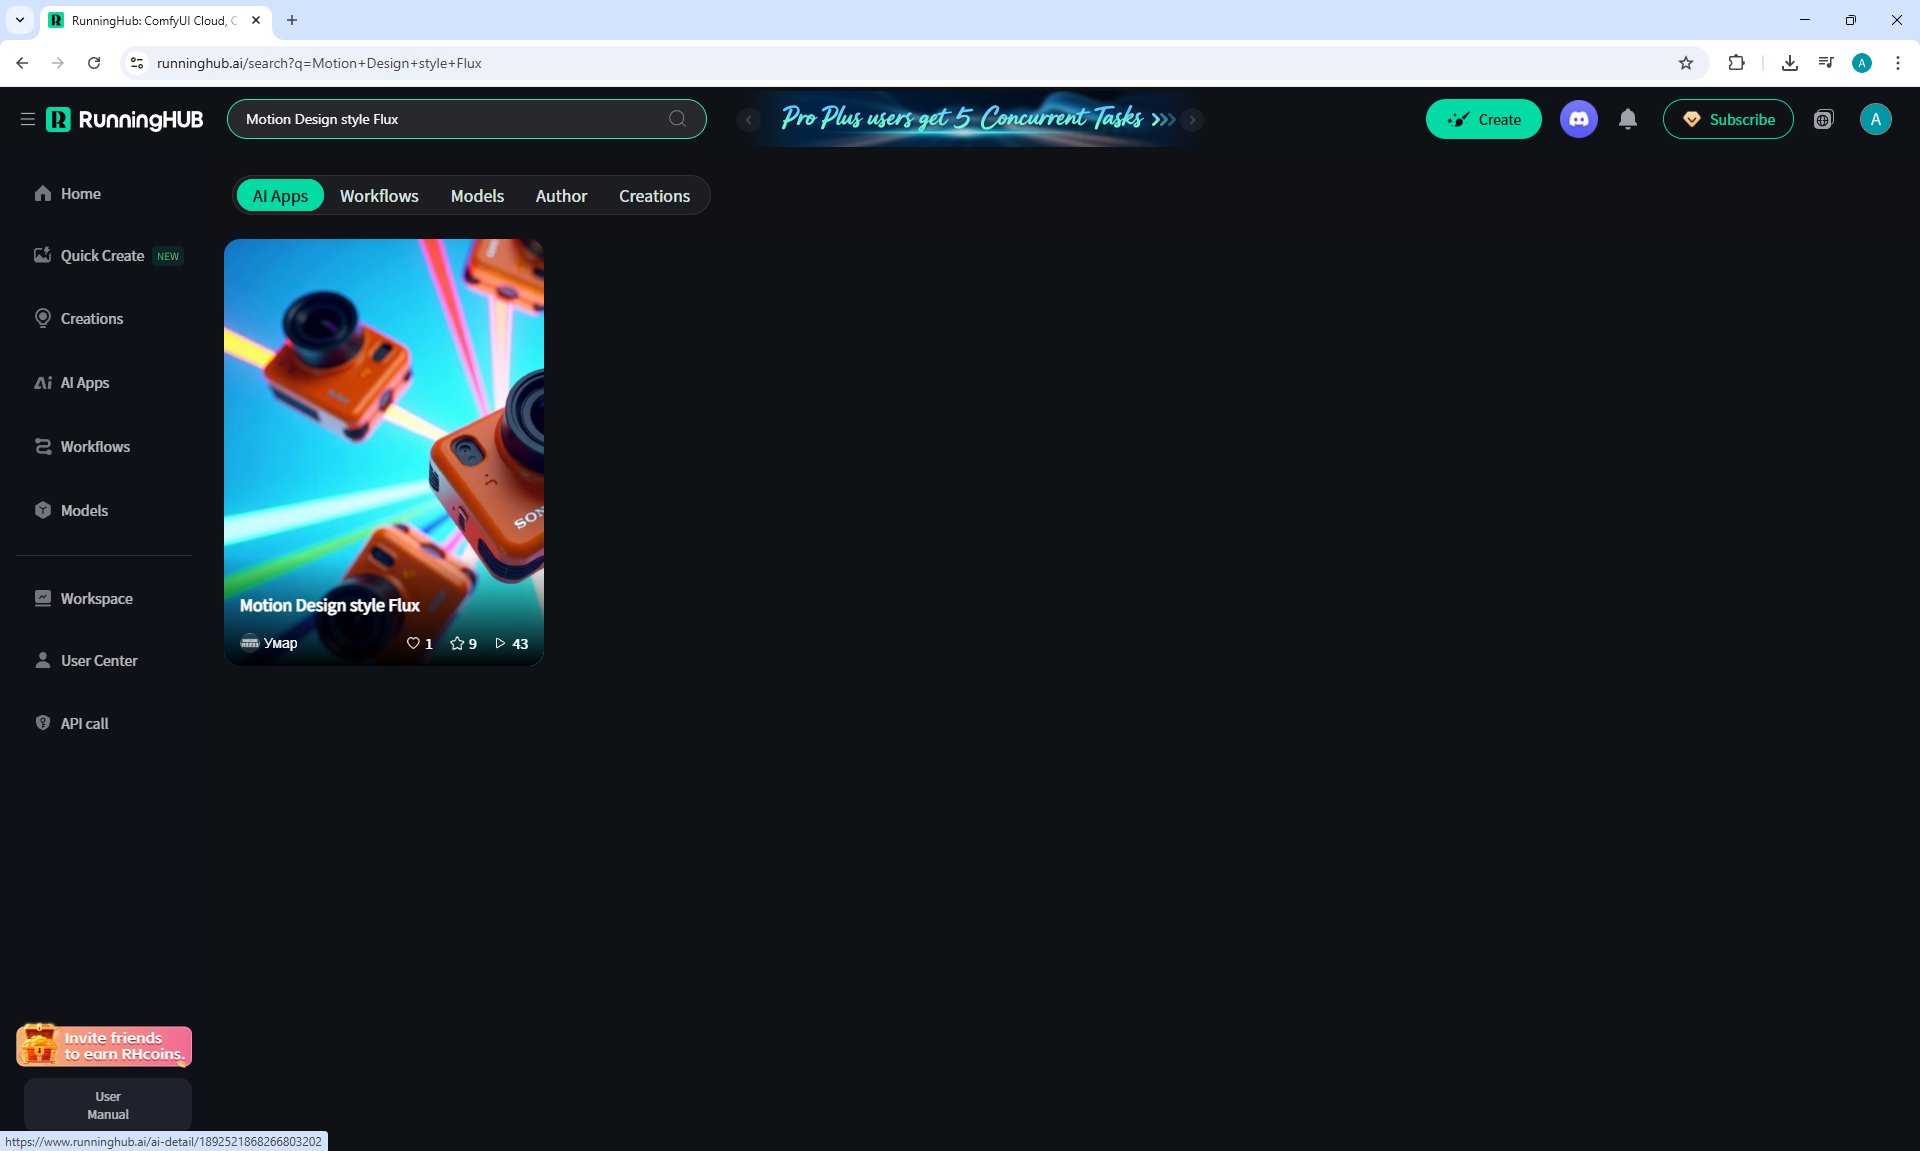 RunningHub: ComfyUI Cloud, C
runninghub.ai/search?q=Motion+Design+style+Flux
A
RunningHUB
Motion Design style Flux
Pro Plus users get 5 Concurrent Tasks
Create
Subscribe
A
AI Apps
Workflows
Models
Author
Creations
Home
Quick Create NEW
Creations
AI Apps
Workflows
Models
Workspace
User Center
API call
SON
Motion Design style Flux
Умар
1
9
43
Invite friends
to earn RHcoins.
User
Manual
https://www.runninghub.ai/ai-detail/1892521868266803202